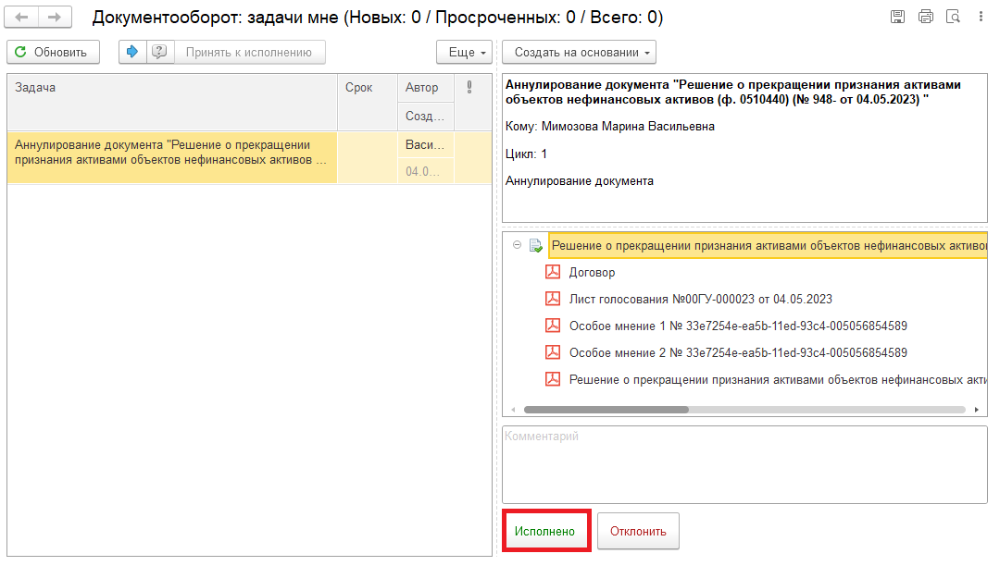 Документооборот: задачи мне (Новых: 0 / Просроченных: 0 / Всего: 0)
Обновить
Принять к исполнению
Еще
Создать на основании
Задача
Срок
Автор
Созд...
Аннулирование документа "Решение о прекращении
признания активами объектов нефинансовых активов ...
Васи...
04.0...
Аннулирование документа "Решение о прекращении признания активами
объектов нефинансовых активов (ф. 0510440) (№ 948- от 04.05.2023) "
Кому: Мимозова Марина Васильевна
Цикл: 1
Аннулирование документа
Решение о прекращении признания активами объектов нефинансовых активов
Договор
Лист голосования №00ГУ-000023 от 04.05.2023
Особое мнение 1 № 33e7254e-ea5b-11ed-93c4-005056854589
Особое мнение 2 № 33e7254e-ea5b-11ed-93c4-005056854589
Решение о прекращении признания активами объектов нефинансовых акти
Комментарий
Исполнено
Отклонить